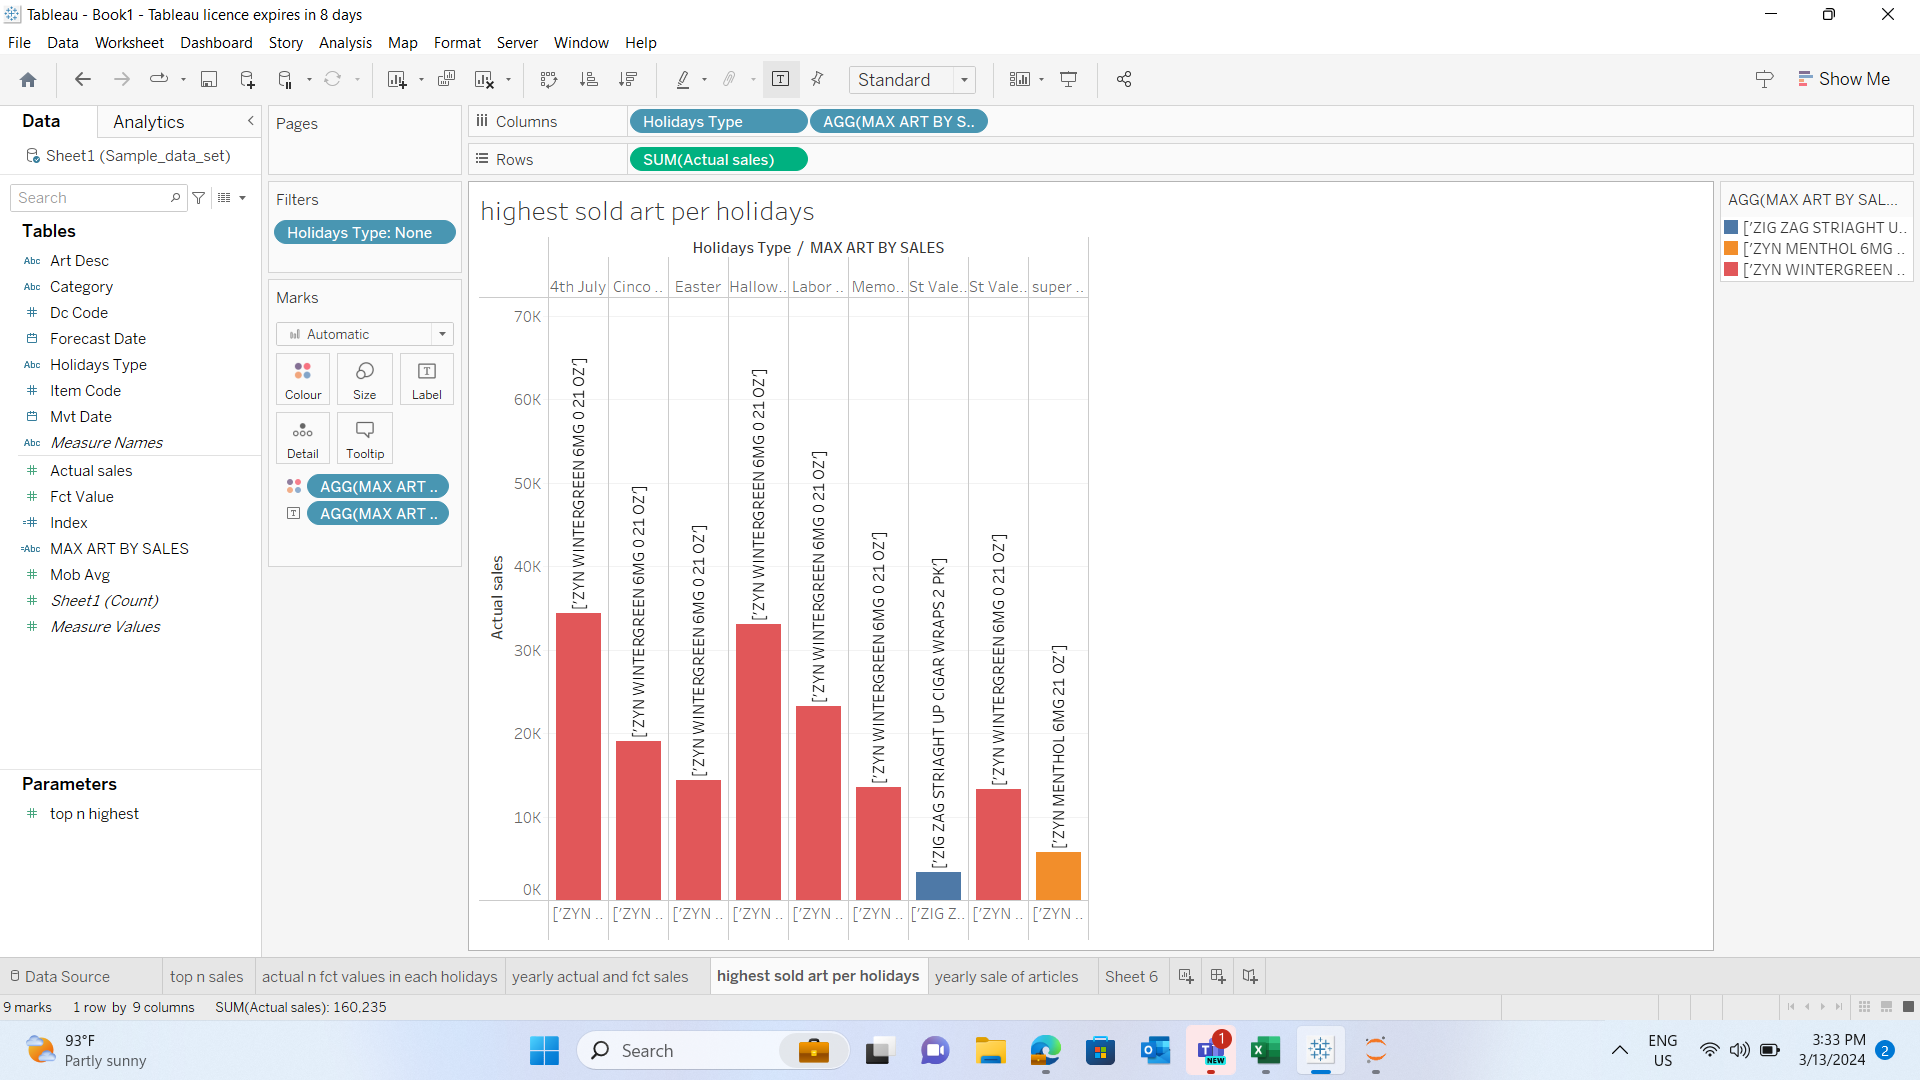 Tableau - Book1 - Tableau licence expires in 8 days
File Data Worksheet Dashboard Story Analysis Map Format Server Window Help
Standard
Show Me
Data Analytics
Sheet1 (Sample_data_set)
Search
Tables
Abc Art Desc
Abc Category
# Dc Code
Forecast Date
Abc Holidays Type
# Item Code
Mvt Date
Abc Measure Names
# Actual sales
# Fct Value
=# Index
=Abc MAX ART BY SALES
# Mob Avg
# Sheet1 (Count)
# Measure Values
Parameters
# top n highest
Pages
Filters
Holidays Type: None
Marks
Automatic
Colour Size Label
Detail Tooltip
AGG(MAX ART ..
AGG(MAX ART ..
Columns Holidays Type AGG(MAX ART BY S..
Rows SUM(Actual sales)
highest sold art per holidays
Holidays Type / MAX ART BY SALES
4th July Cinco .. Easter Hallow.. Labor .. Memo.. St Vale.. St Vale.. super ..
70K
60K
50K
40K
30K
20K
10K
0K
Actual sales
['ZYN WINTERGREEN 6MG 0 21 OZ']
['ZYN WINTERGREEN 6MG 0 21 OZ']
['ZYN WINTERGREEN 6MG 0 21 OZ']
['ZYN WINTERGREEN 6MG 0 21 OZ']
['ZYN WINTERGREEN 6MG 0 21 OZ']
['ZYN WINTERGREEN 6MG 0 21 OZ']
['ZIG ZAG STRIAGHT UP CIGAR WRAPS 2 PK']
['ZYN WINTERGREEN 6MG 0 21 OZ']
['ZYN MENTHOL 6MG 21 OZ']
['ZYN .. ['ZYN .. ['ZYN .. ['ZYN .. ['ZYN .. ['ZYN .. ['ZIG Z.. ['ZYN .. ['ZYN ..
AGG(MAX ART BY SAL...
['ZIG ZAG STRIAGHT U..
['ZYN MENTHOL 6MG ..
['ZYN WINTERGREEN ..
Data Source top n sales actual n fct values in each holidays yearly actual and fct sales highest sold art per holidays yearly sale of articles Sheet 6
9 marks 1 row by 9 columns SUM(Actual sales): 160,235
93°F
Partly sunny
Search
1
NEW
ENG
US
3:33 PM
3/13/2024
2